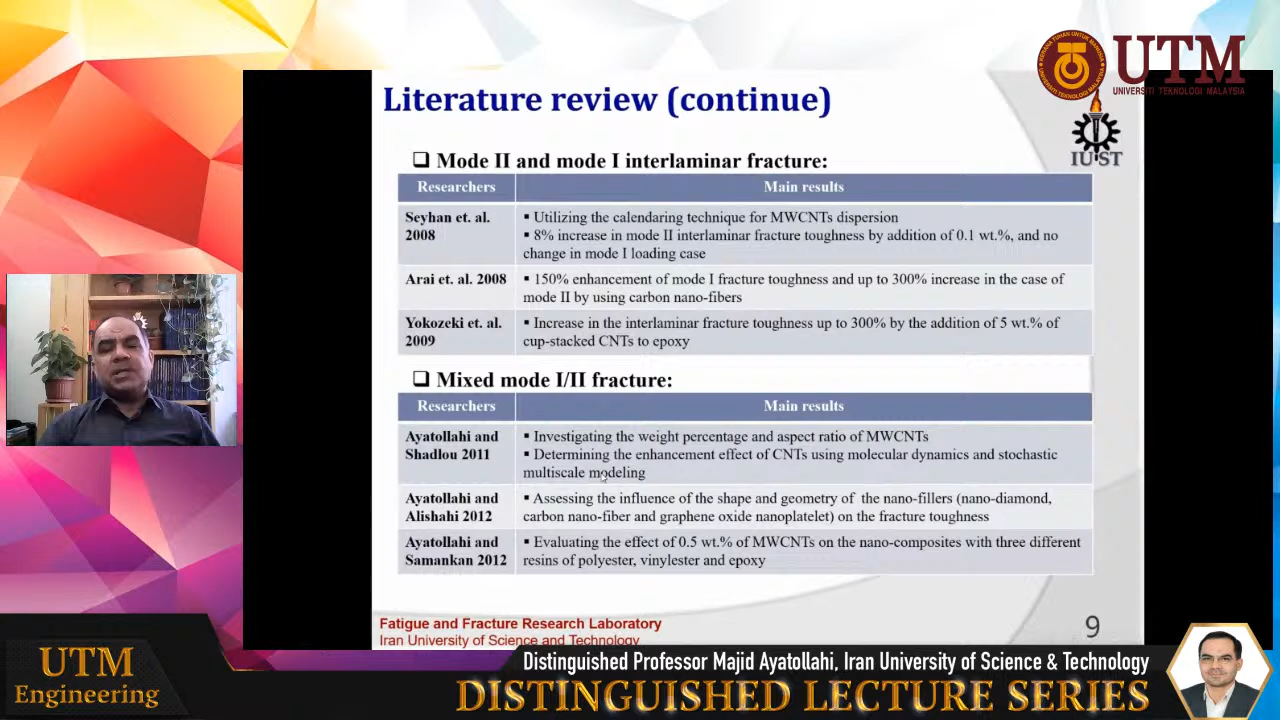 UTM
UNIVERSITI TEKNOLOGI MALAYSIA
Literature review (continue)
IUST
❑ Mode II and mode I interlaminar fracture:
Researchers Main results
Seyhan et. al. 2008
▪ Utilizing the calendaring technique for MWCNTs dispersion
▪ 8% increase in mode II interlaminar fracture toughness by addition of 0.1 wt.%, and no
change in mode I loading case
Arai et. al. 2008
▪ 150% enhancement of mode I fracture toughness and up to 300% increase in the case of
mode II by using carbon nano-fibers
Yokozeki et. al.
2009
▪ Increase in the interlaminar fracture toughness up to 300% by the addition of 5 wt.% of
cup-stacked CNTs to epoxy
❑ Mixed mode I/II fracture:
Researchers Main results
Ayatollahi and
Shadlou 2011
▪ Investigating the weight percentage and aspect ratio of MWCNTs
▪ Determining the enhancement effect of CNTs using molecular dynamics and stochastic
multiscale modeling
Ayatollahi and
Alishahi 2012
▪ Assessing the influence of the shape and geometry of the nano-fillers (nano-diamond,
carbon nano-fiber and graphene oxide nanoplatelet) on the fracture toughness
Ayatollahi and
Samankan 2012
▪ Evaluating the effect of 0.5 wt.% of MWCNTs on the nano-composites with three different
resins of polyester, vinylester and epoxy
Fatigue and Fracture Research Laboratory
Iran University of Science and Technology
9
UTM
Engineering
Distinguished Professor Majid Ayatollahi, Iran University of Science & Technology
DISTINGUISHED LECTURE SERIES